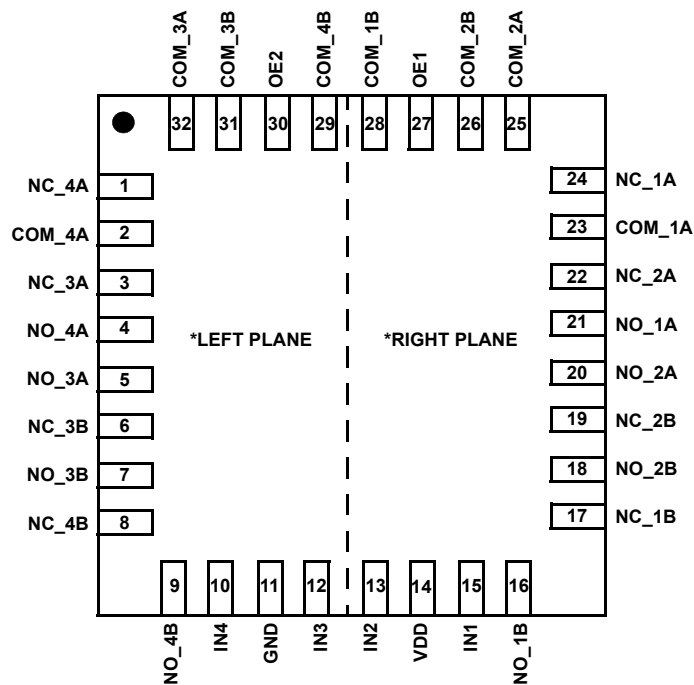 COM_3A
COM_3B
OE2
COM_4B
COM_1B
OE1
COM_2B
COM_2A
32
31
30
29
28
27
26
25
NC_4A 1
COM_4A 2
NC_3A 3
NO_4A 4
NO_3A 5
NC_3B 6
NO_3B 7
NC_4B 8
*LEFT PLANE
*RIGHT PLANE
24 NC_1A
23 COM_1A
22 NC_2A
21 NO_1A
20 NO_2A
19 NC_2B
18 NO_2B
17 NC_1B
9
10
11
12
13
14
15
16
NO_4B
IN4
GND
IN3
IN2
VDD
IN1
NO_1B